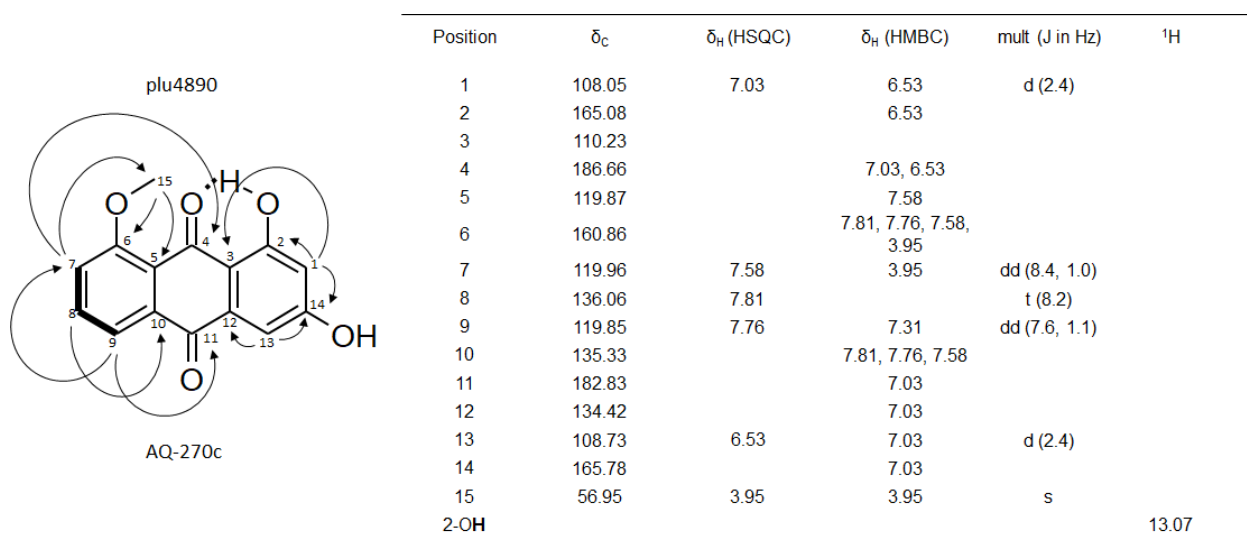 plu4890
15
H
O
O
O
6
4
2
7
5
3
1
8
10
12
14
9
11
13
OH
O
AQ-270c
Position δC δH (HSQC) δH (HMBC) mult (J in Hz) 1H
1 108.05 7.03 6.53 d (2.4)
2 165.08 6.53
3 110.23
4 186.66 7.03, 6.53
5 119.87 7.58
6 160.86 7.81, 7.76, 7.58,
3.95
7 119.96 7.58 3.95 dd (8.4, 1.0)
8 136.06 7.81 t (8.2)
9 119.85 7.76 7.31 dd (7.6, 1.1)
10 135.33 7.81, 7.76, 7.58
11 182.83 7.03
12 134.42 7.03
13 108.73 6.53 7.03 d (2.4)
14 165.78 7.03
15 56.95 3.95 3.95 s
2-OH 13.07